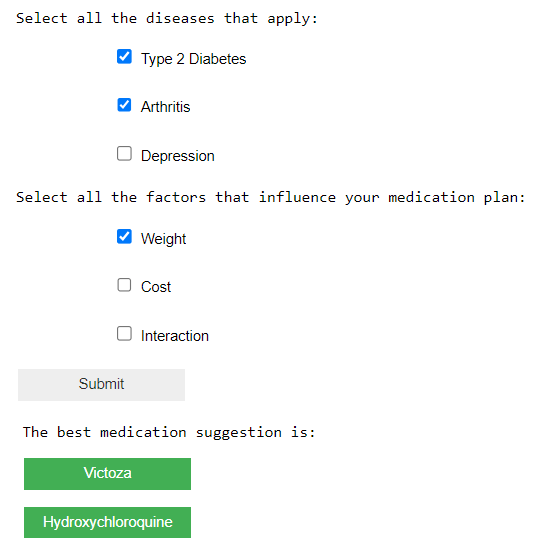 Select all the diseases that apply:
Type 2 Diabetes
Arthritis
Depression
Select all the factors that influence your medication plan:
Weight
Cost
Interaction
Submit
The best medication suggestion is:
Victoza
Hydroxychloroquine